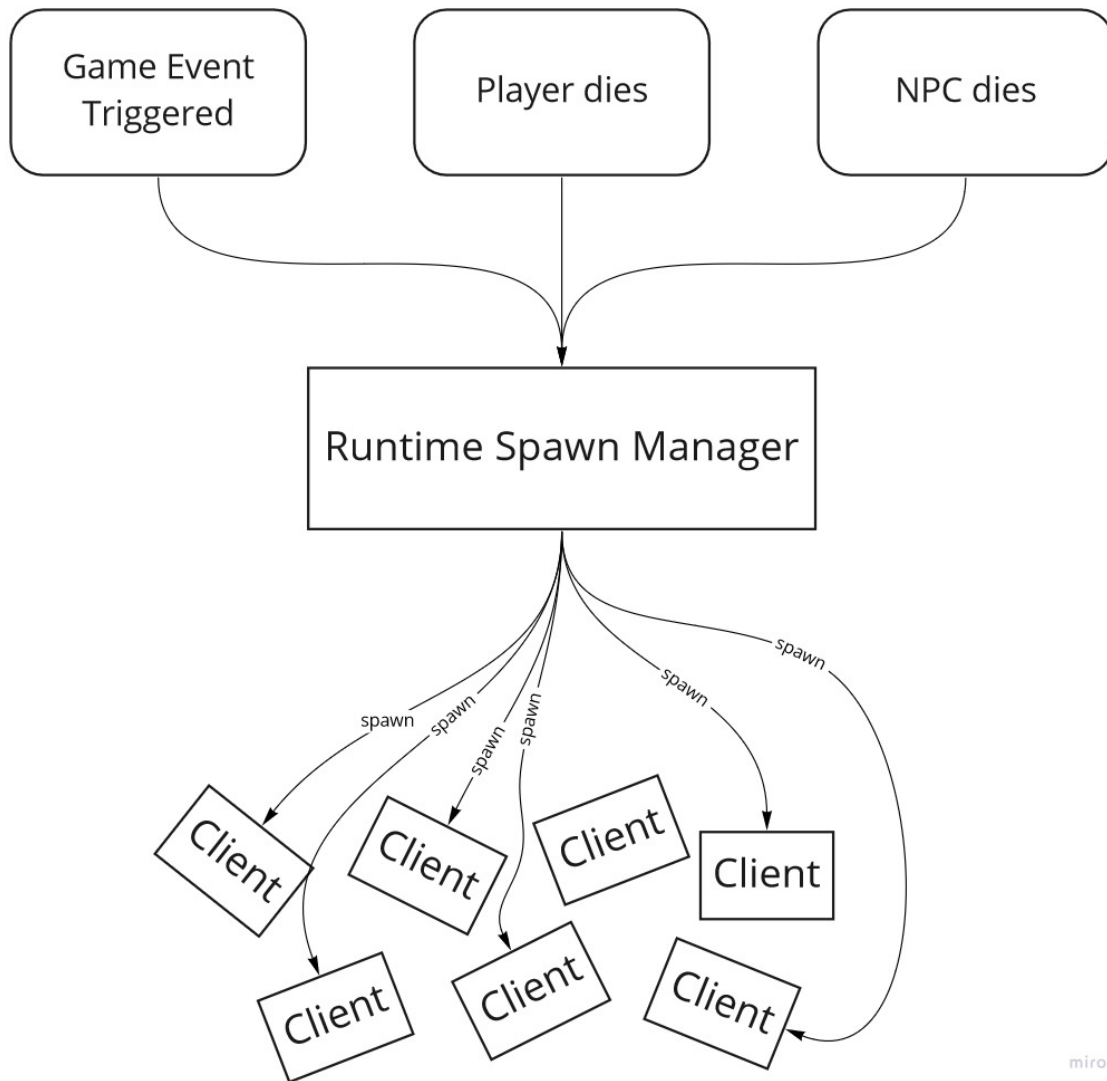 Game Event
Triggered
Player dies
NPC dies
Runtime Spawn Manager
spawn
spawn
spawn
spawn
spawn
spawn
Client
Client
Client
Client
Client
Client
Client
miro